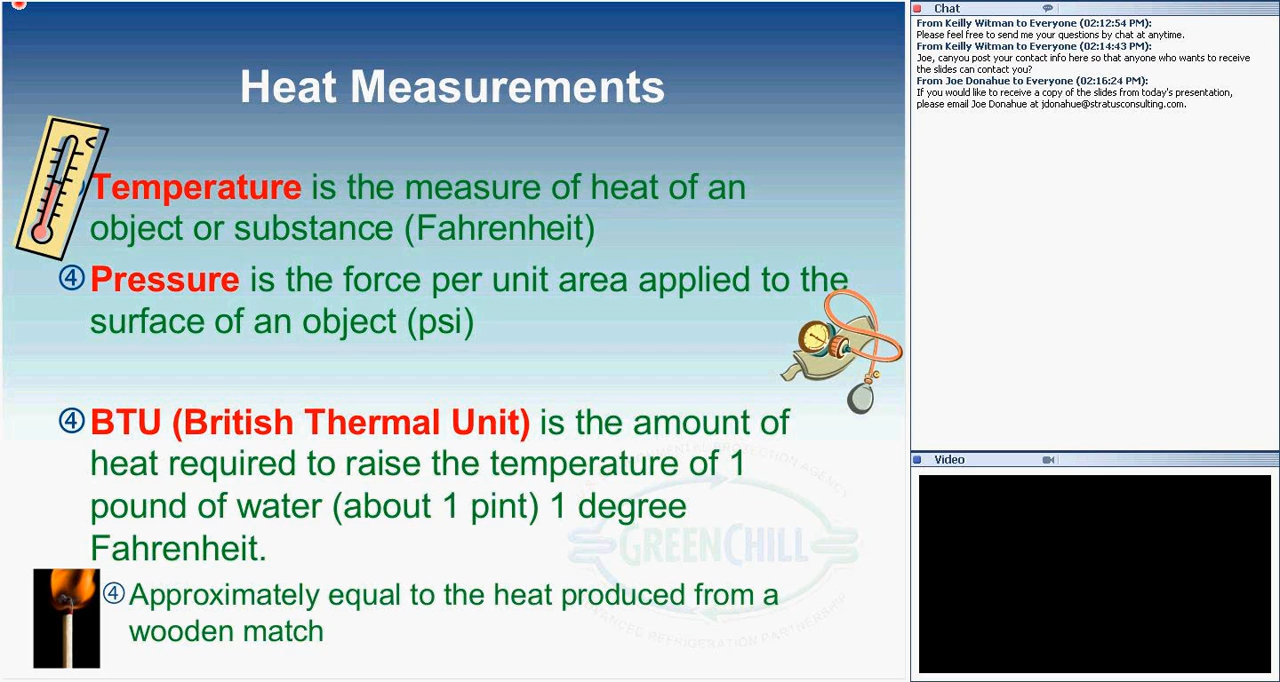 Heat Measurements
Temperature is the measure of heat of an
object or substance (Fahrenheit)
④ Pressure is the force per unit area applied to the
surface of an object (psi)
④ BTU (British Thermal Unit) is the amount of
heat required to raise the temperature of 1
pound of water (about 1 pint) 1 degree
Fahrenheit.
④ Approximately equal to the heat produced from a
wooden match
GREENCHILL
PROTECTION AGENCY
REFRIGERATION PARTNERSHIP
Chat
From Keilly Witman to Everyone (02:12:54 PM):
Please feel free to send me your questions by chat at anytime.
From Keilly Witman to Everyone (02:14:43 PM):
Joe, canyou post your contact info here so that anyone who wants to receive
the slides can contact you?
From Joe Donahue to Everyone (02:16:24 PM):
If you would like to receive a copy of the slides from today's presentation,
please email Joe Donahue at jdonahue@stratusconsulting.com.
Video